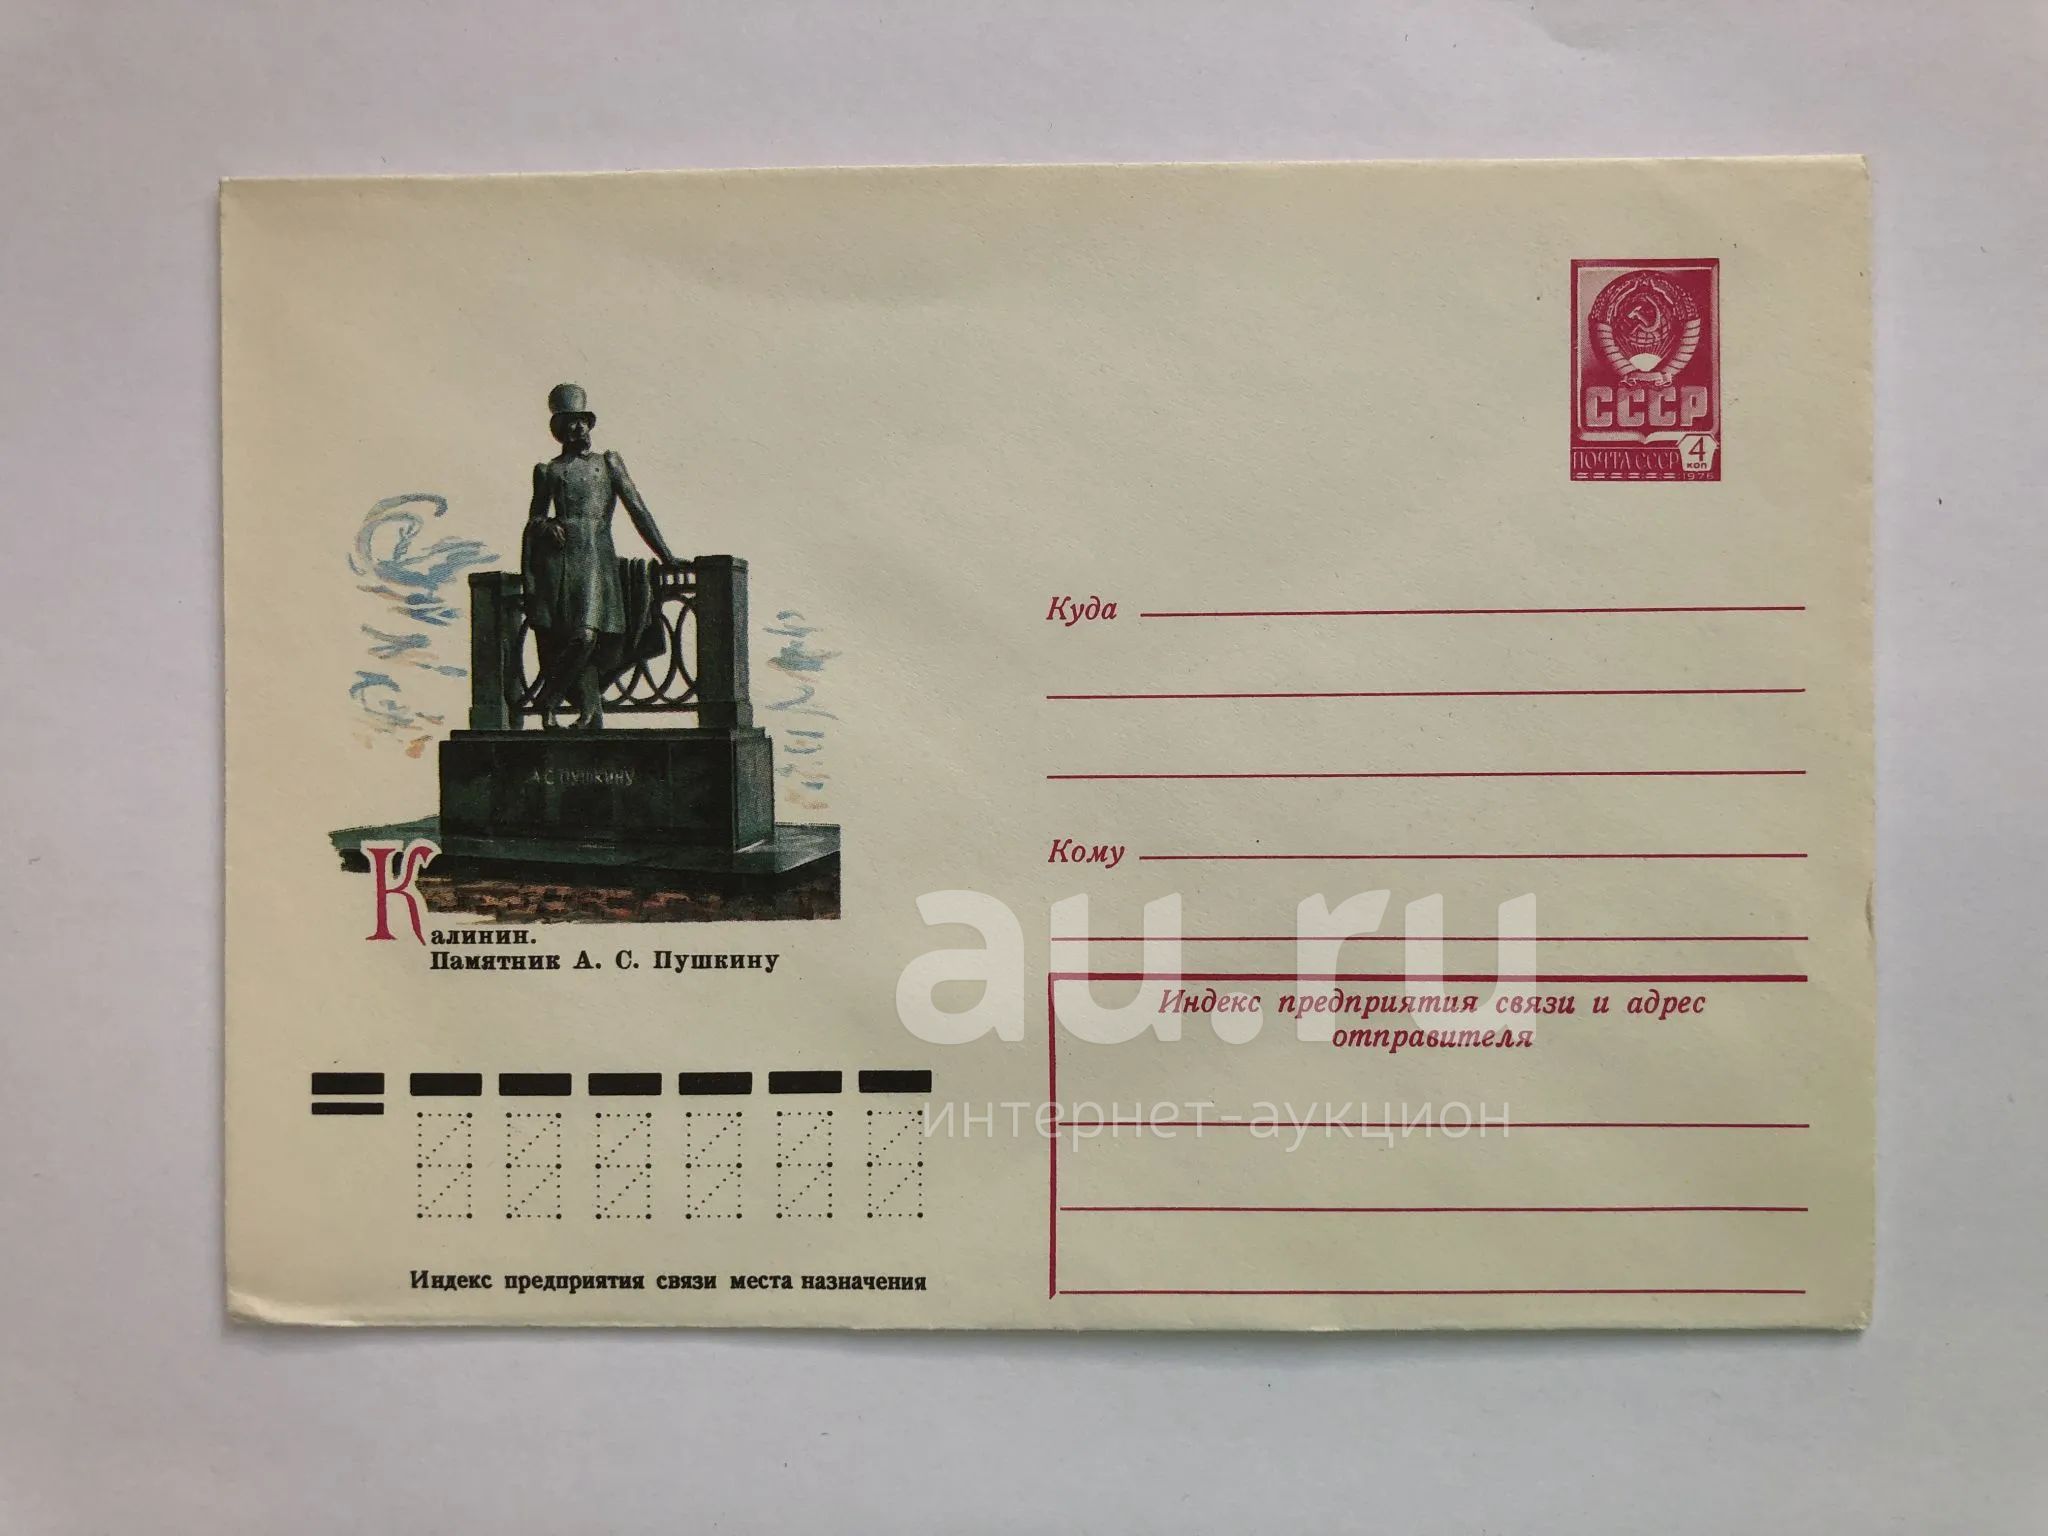 СССР
ПОЧТА СССР
4
КОП
1976
Куда
А С ПУШКИНУ
Кому
Калинин.
Памятник А. С. Пушкину
au.ru
интернет-аукцион
Индекс предприятия связи и адрес
отправителя
Индекс предприятия связи места назначения